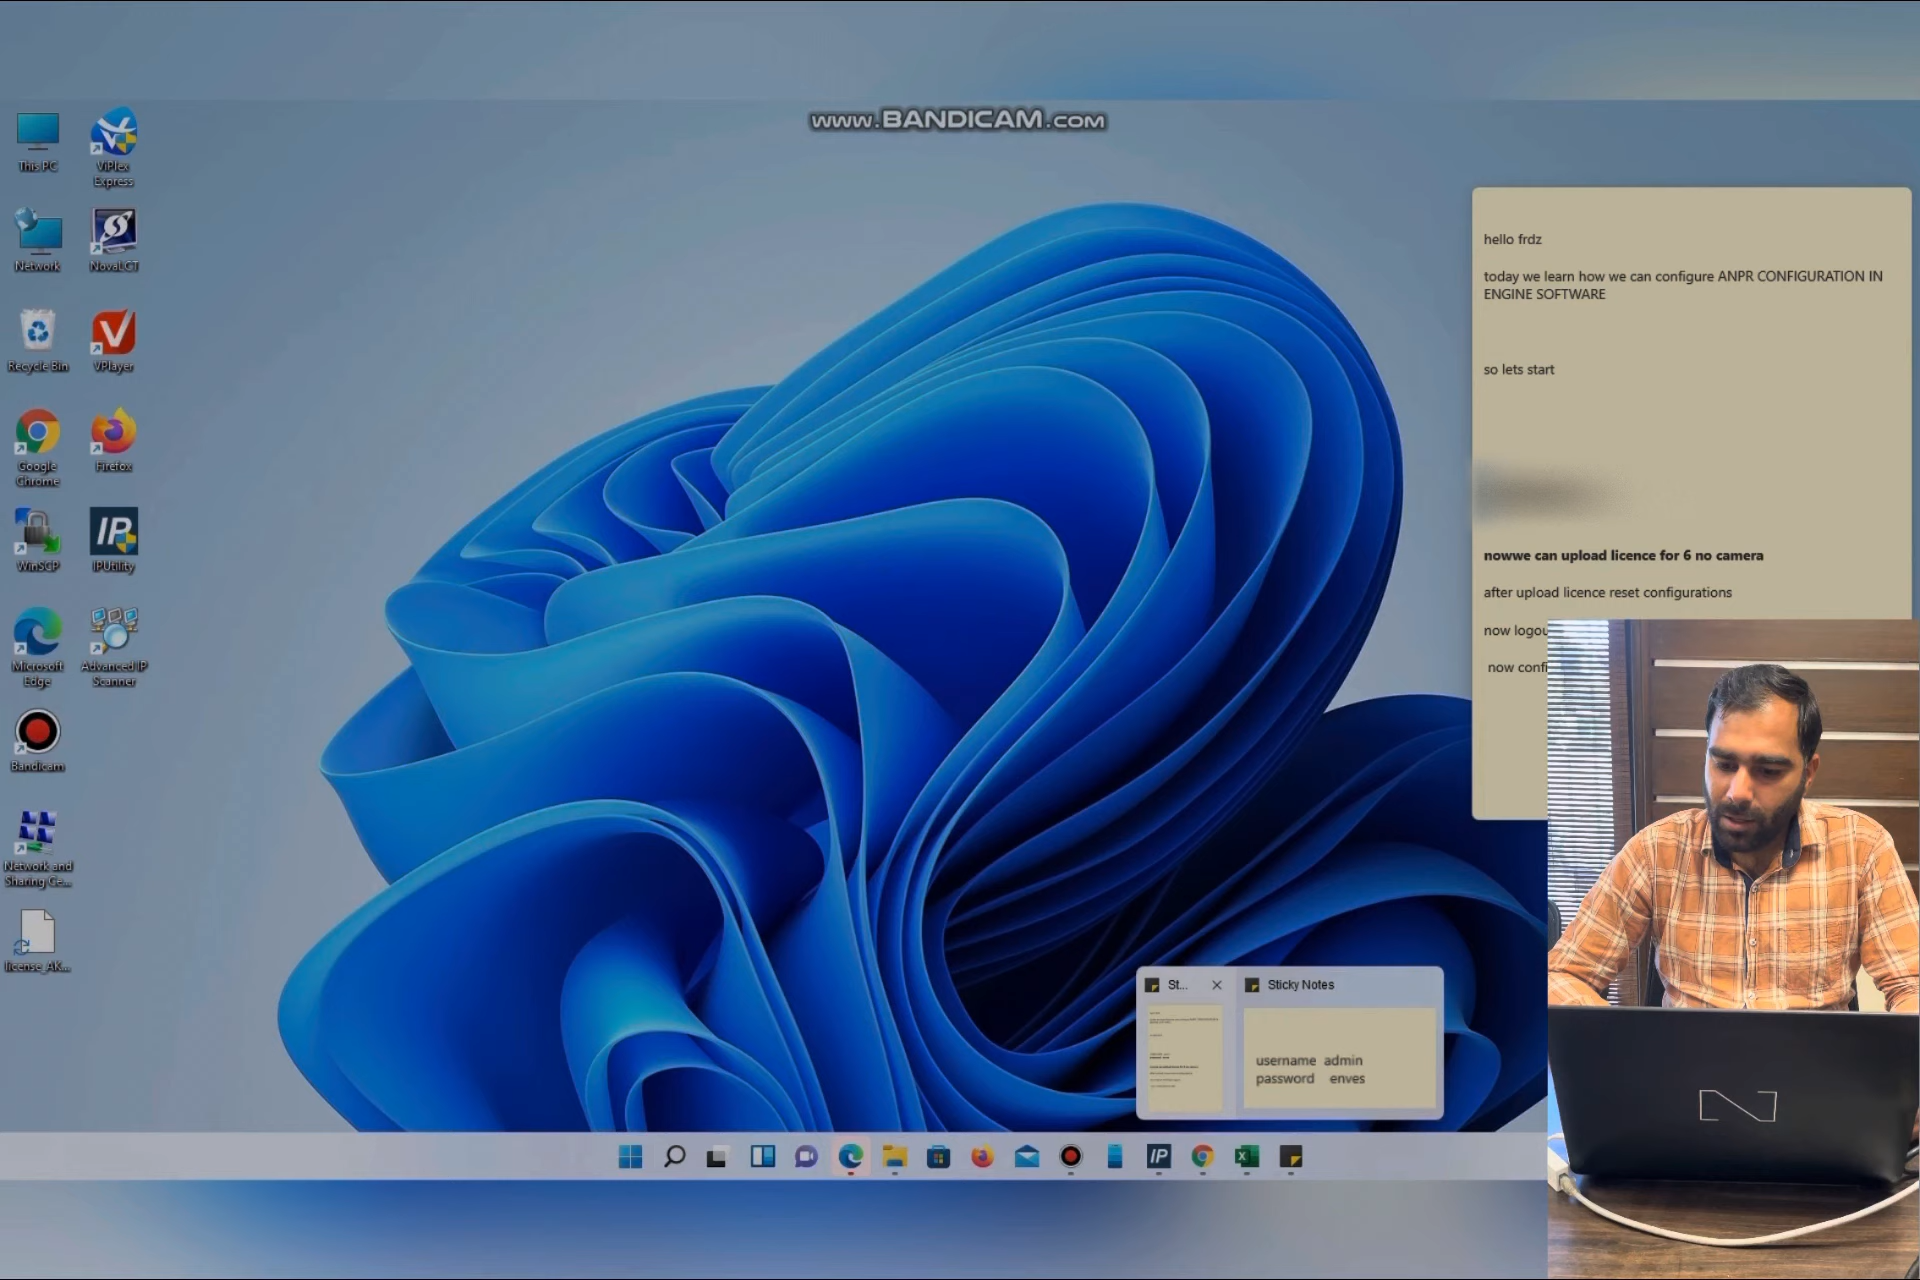 www.BANDICAM.com
This PC
ViPlex
Express
Network
NovaLCT
Recycle Bin
VPlayer
Google
Chrome
Firefox
WinSCP
IPUtility
Microsoft
Edge
Advanced IP
Scanner
Bandicam
Network and
Sharing Ce...
license_AK...
hello frdz
today we learn how we can configure ANPR CONFIGURATION IN
ENGINE SOFTWARE
so lets start
nowwe can upload licence for 6 no camera
after upload licence reset configurations
now logou
now confi
St...
Sticky Notes
username admin
password enves
IP